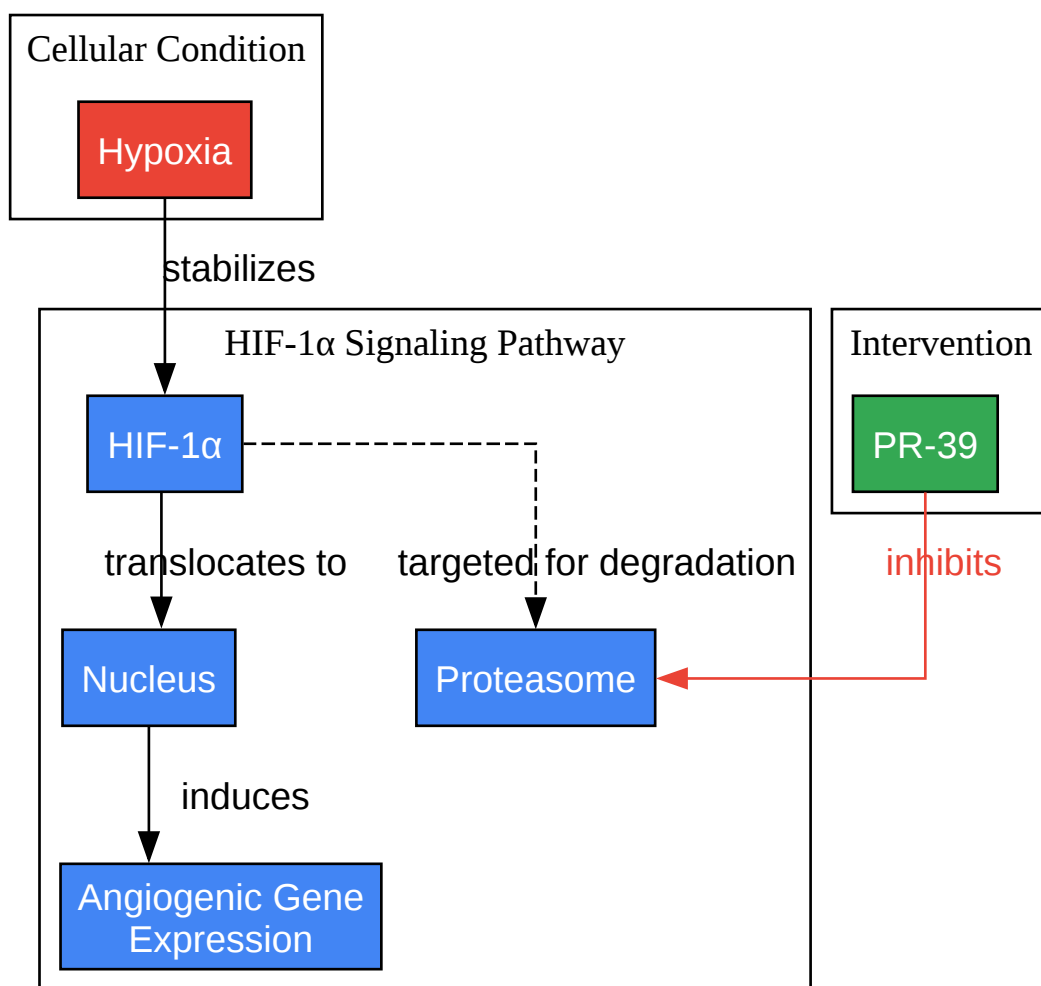 Cellular Condition
Hypoxia
stabilizes
HIF-1α Signaling Pathway
Intervention
HIF-1α
PR-39
translocates to
targeted for degradation
inhibits
Nucleus
Proteasome
induces
Angiogenic Gene
Expression